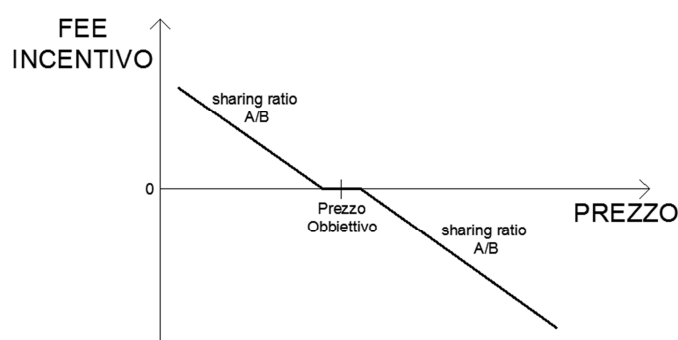 FEE
INCENTIVO
sharing ratio
A/B
0
Prezzo
Obbiettivo
PREZZO
sharing ratio
A/B